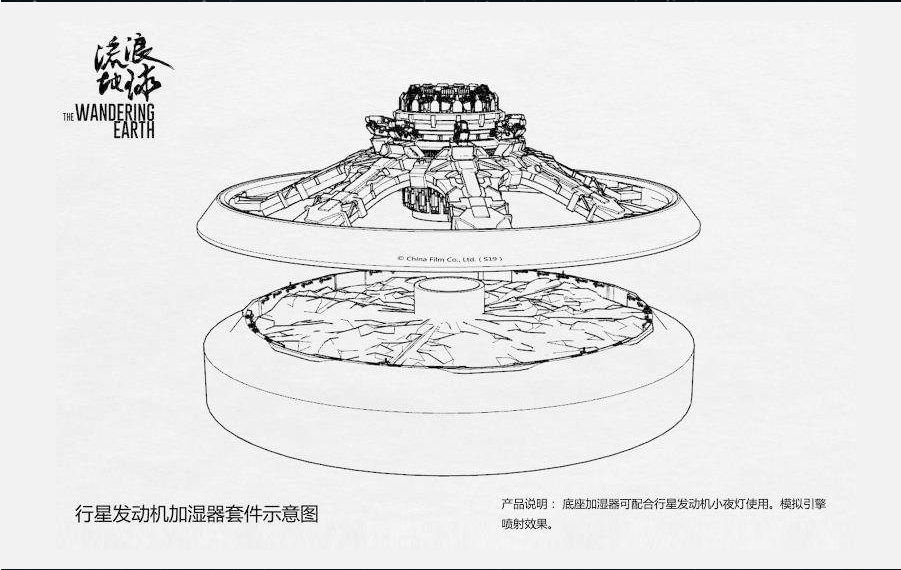 流浪
地球
THE WANDERING
EARTH
© China Film Co., Ltd. ( S19 )
行星发动机加湿器套件示意图
产品说明： 底座加湿器可配合行星发动机小夜灯使用。模拟引擎
喷射效果。